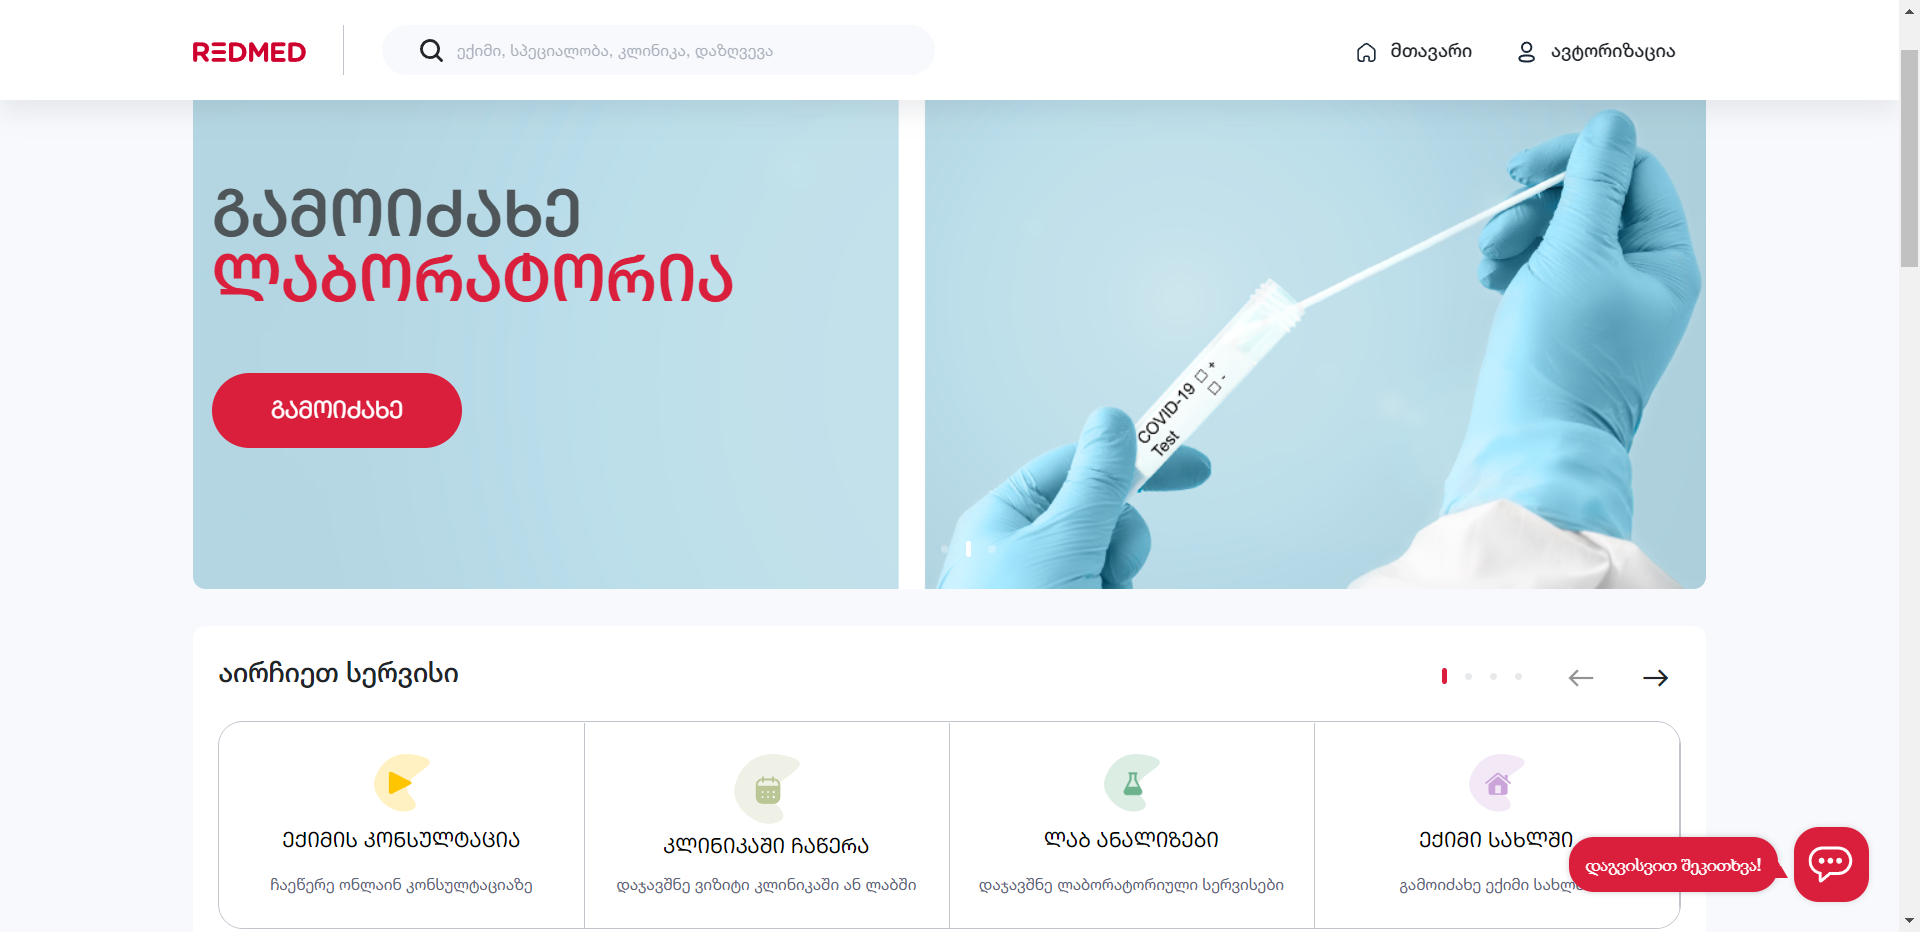 REDMED
ექიმი, სპეციალობა, კლინიკა, დაზღვევა
მთავარი
ავტორიზაცია
გამოიძახე
ლაბორატორია
გამოიძახე
COVID-19
Test
+
-
აირჩიეთ სერვისი
ექიმის კონსულტაცია
ჩაეწერე ონლაინ კონსულტაციაზე
კლინიკაში ჩაწერა
დაჯავშნე ვიზიტი კლინიკაში ან ლაბში
ლაბ ანალიზები
დაჯავშნე ლაბორატორიული სერვისები
ექიმი სახლში
გამოიძახე ექიმი
დაგვისვით შეკითხვა!